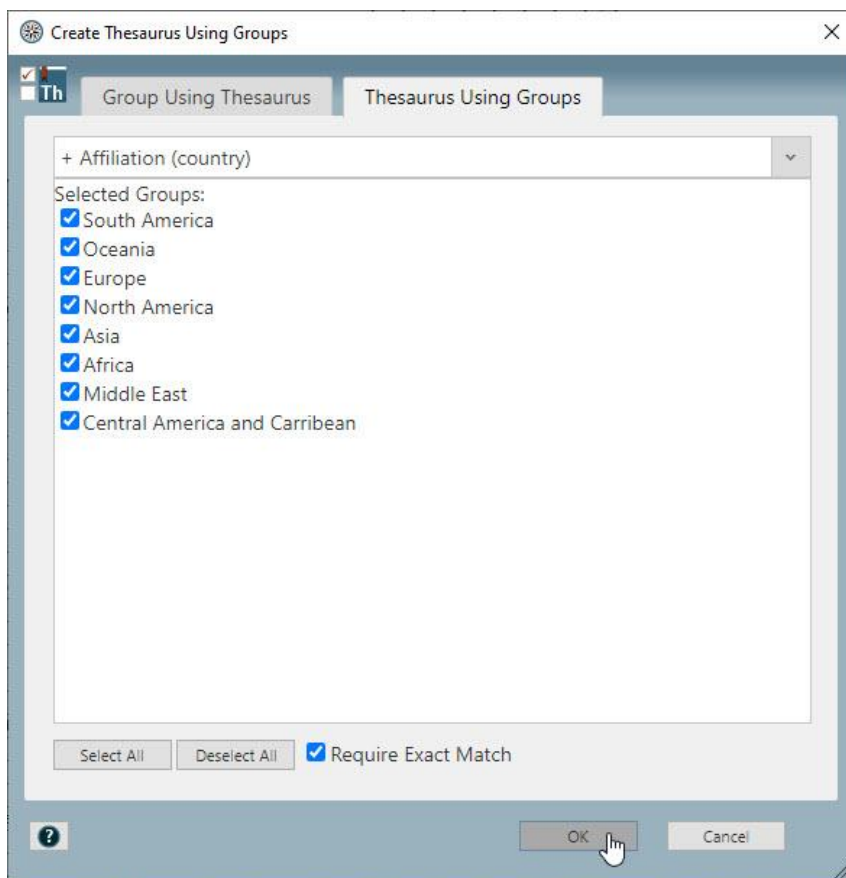 Create Thesaurus Using Groups
Th
Group Using Thesaurus
Thesaurus Using Groups
+ Affiliation (country)
Selected Groups:
South America
Oceania
Europe
North America
Asia
Africa
Middle East
Central America and Carribean
Select All
Deselect All
Require Exact Match
?
OK
Cancel